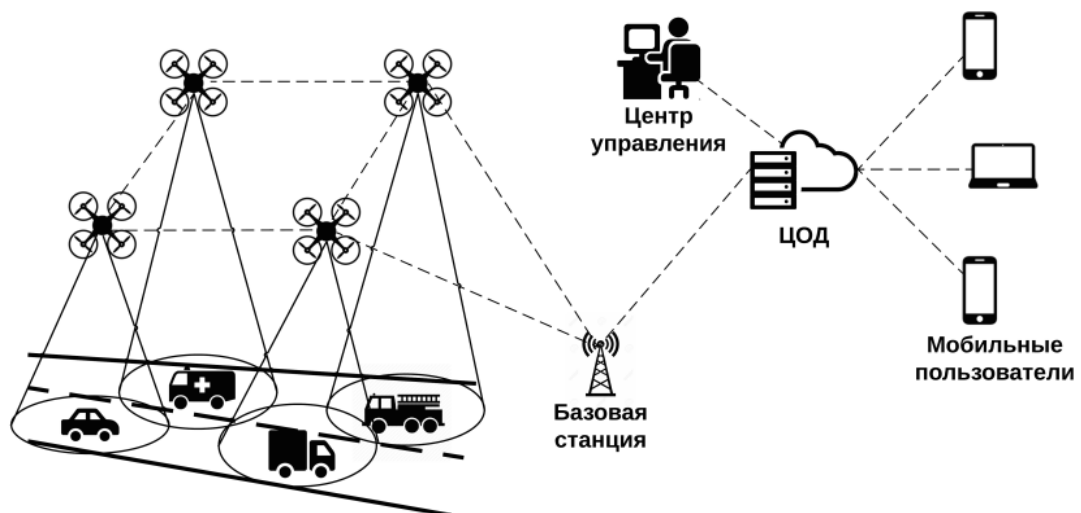 Центр
управления
ЦОД
Базовая
станция
Мобильные
пользователи